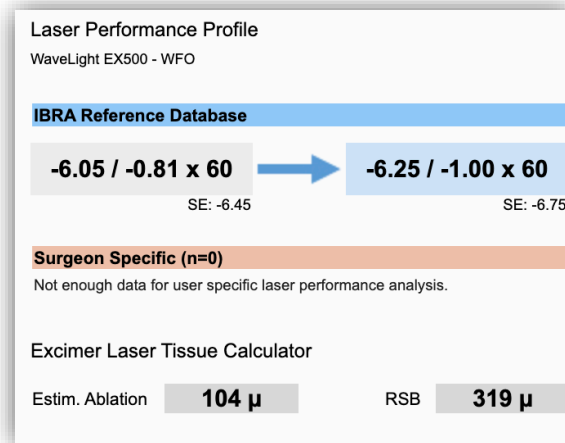 Laser Performance Profile
WaveLight EX500 - WFO
IBRA Reference Database
-6.05 / -0.81 x 60 -6.25 / -1.00 x 60
SE: -6.45 SE: -6.75
Surgeon Specific (n=0)
Not enough data for user specific laser performance analysis.
Excimer Laser Tissue Calculator
Estim. Ablation 104 µ RSB 319 µ